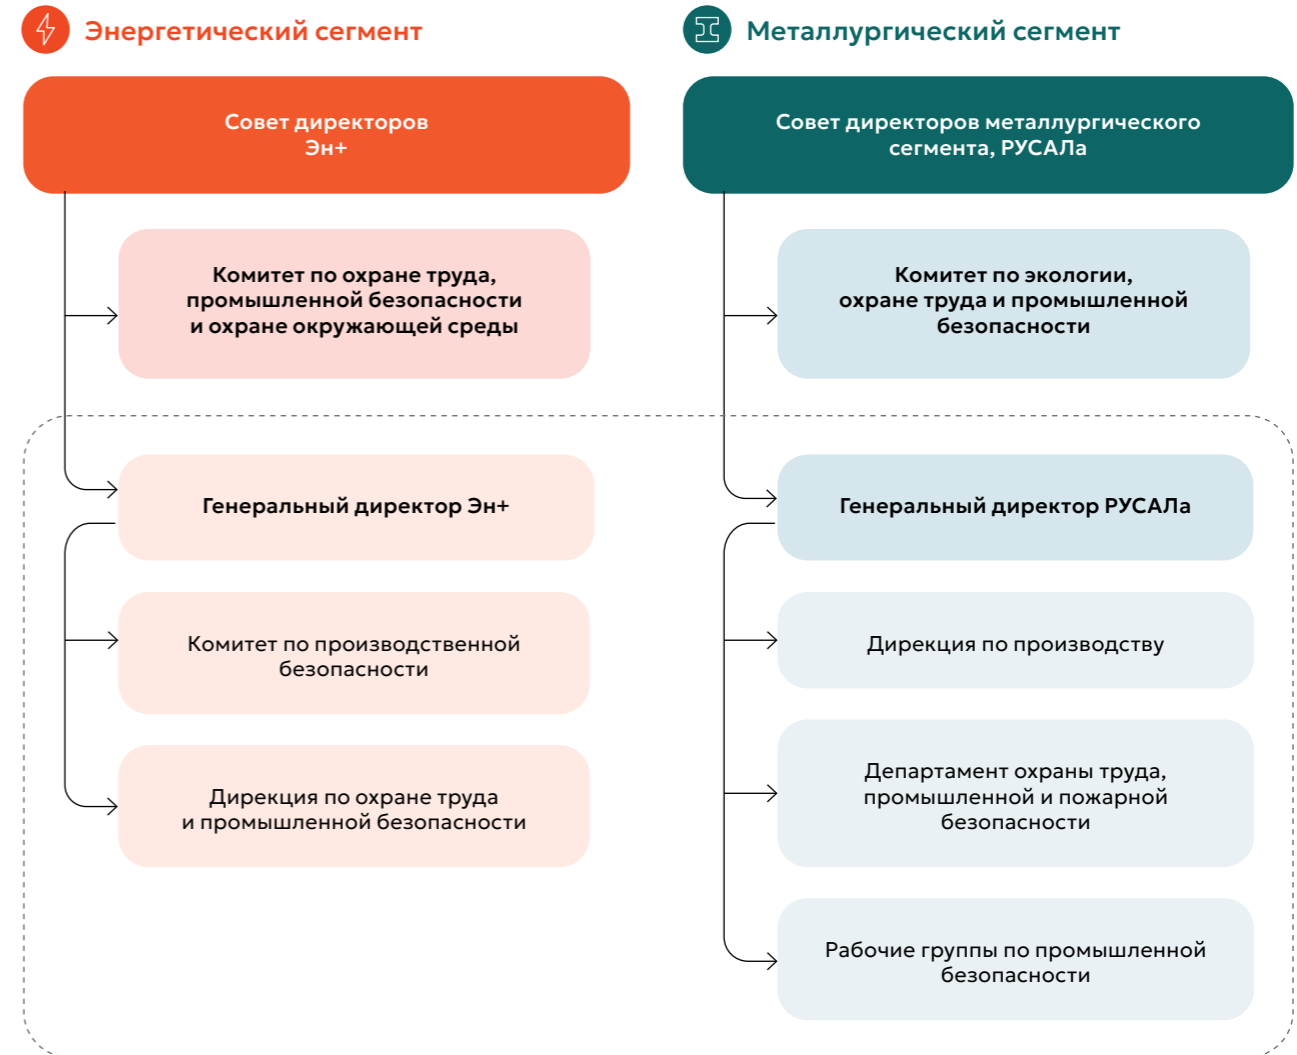 Энергетический сегмент
Совет директоров
Эн+
Комитет по охране труда,
промышленной безопасности
и охране окружающей среды
Генеральный директор Эн+
Комитет по производственной
безопасности
Дирекция по охране труда
и промышленной безопасности
Металлургический сегмент
Совет директоров металлургического
сегмента, РУСАЛа
Комитет по экологии,
охране труда и промышленной
безопасности
Генеральный директор РУСАЛа
Дирекция по производству
Департамент охраны труда,
промышленной и пожарной
безопасности
Рабочие группы по промышленной
безопасности